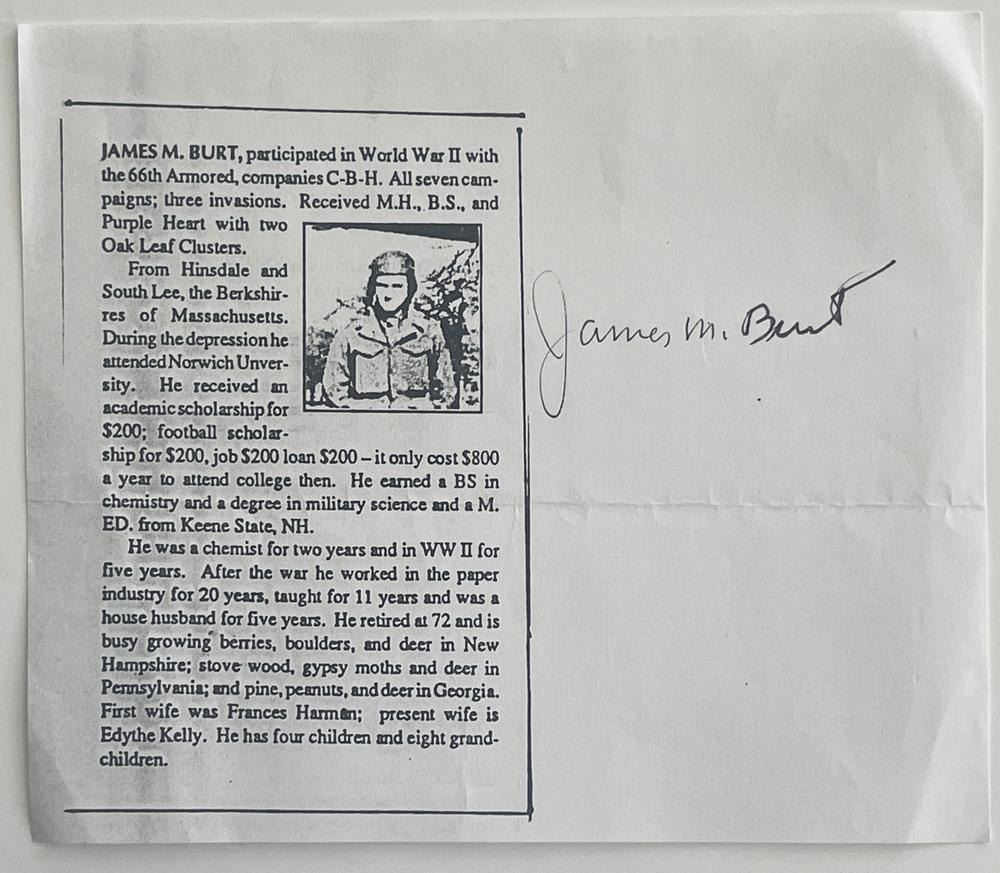 JAMES M. BURT, participated in World War II with
the 66th Armored, companies C-B-H. All seven cam-
paigns; three invasions. Received M.H., B.S., and
Purple Heart with two
Oak Leaf Clusters.
From Hinsdale and
South Lee, the Berkshir-
res of Massachusetts.
During the depression he
attended Norwich Unver-
sity. He received an
academic scholarship for
$200; football scholar-
ship for $200, job $200 loan $200 – it only cost $800
a year to attend college then. He earned a BS in
chemistry and a degree in military science and a M.
ED. from Keene State, NH.
He was a chemist for two years and in WW II for
five years. After the war he worked in the paper
industry for 20 years, taught for 11 years and was a
house husband for five years. He retired at 72 and is
busy growing berries, boulders, and deer in New
Hampshire; stove wood, gypsy moths and deer in
Pennsylvania; and pine, peanuts, and deer in Georgia.
First wife was Frances Harman; present wife is
Edythe Kelly. He has four children and eight grand-
children.
James M. Burt